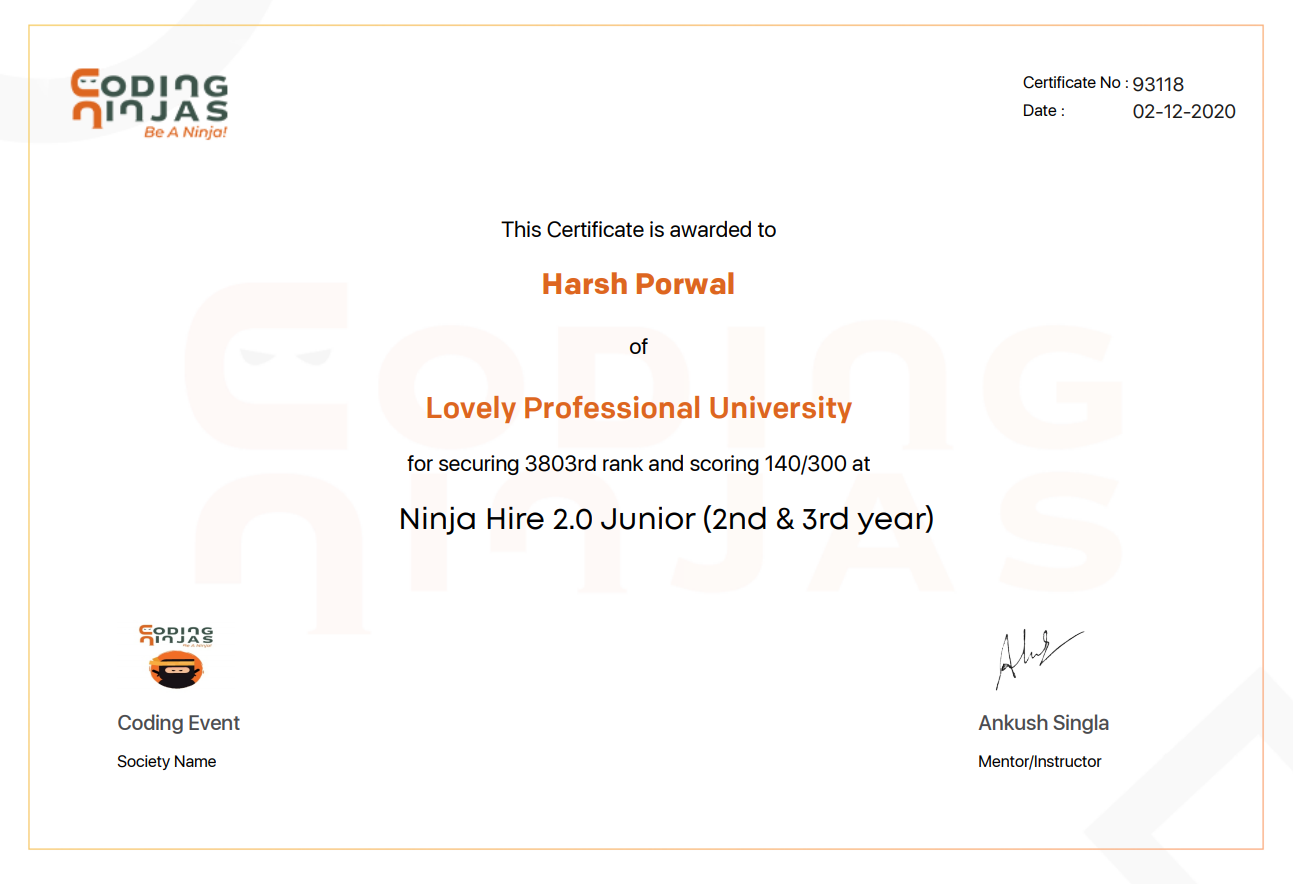 CODING
NINJAS
Be A Ninja!
Certificate No : 93118
Date : 02-12-2020
This Certificate is awarded to
Harsh Porwal
of
Lovely Professional University
for securing 3803rd rank and scoring 140/300 at
Ninja Hire 2.0 Junior (2nd & 3rd year)
CODING
NINJAS
CODING
NINJAS
Be A Ninja!
Coding Event
Society Name
Ankush Singla
Mentor/Instructor